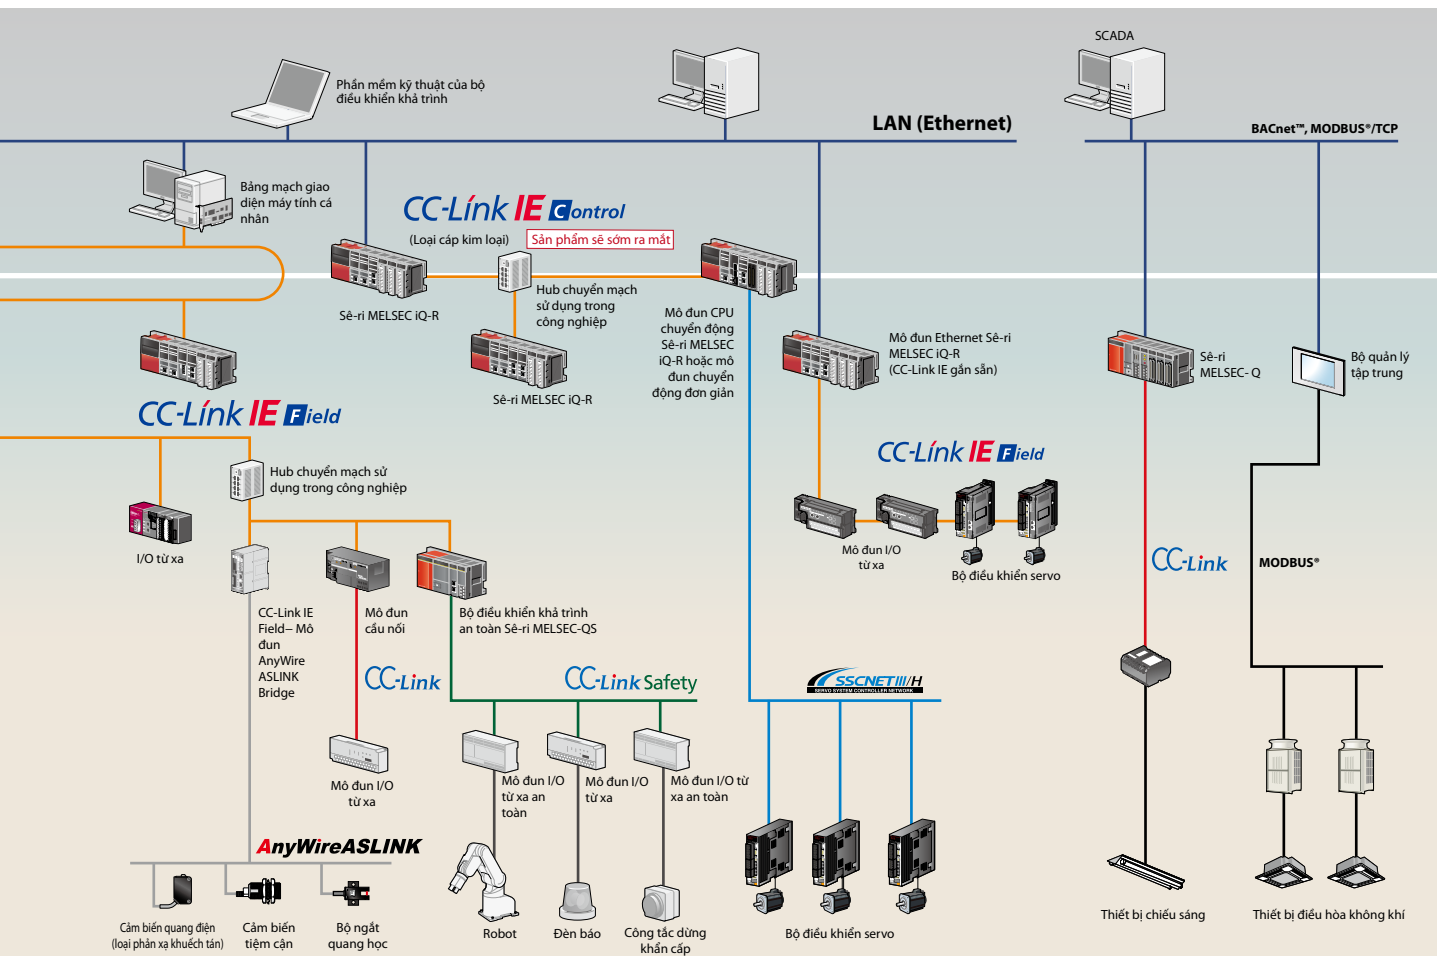 SCADA
Phần mềm kỹ thuật của bộ
điều khiển khả trình
LAN (Ethernet)
BACnet™, MODBUS®/TCP
Bảng mạch giao
diện máy tính cá
nhân
CC-Link IE Control
(Loại cáp kim loại)
Sản phẩm sẽ sớm ra mắt
Hub chuyển mạch
sử dụng trong
công nghiệp
Sê-ri MELSEC iQ-R
Sê-ri MELSEC iQ-R
Mô đun CPU
chuyển động
Sê-ri MELSEC
iQ-R hoặc mô
đun chuyển
động đơn giản
Mô đun Ethernet Sê-ri
MELSEC iQ-R
(CC-Link IE gắn sẵn)
Sê-ri
MELSEC- Q
Bộ quản lý
tập trung
CC-Link IE Field
Hub chuyển mạch sử
dụng trong công nghiệp
CC-Link IE Field
I/O từ xa
Mô đun I/O
từ xa
Bộ điều khiển servo
CC-Link
MODBUS®
CC-Link IE
Field– Mô
đun
AnyWire
ASLINK
Bridge
Mô đun
cầu nối
Bộ điều khiển khả trình
an toàn Sê-ri MELSEC-QS
CC-Link
CC-Link Safety
SSCNETIII/H
SERVO SYSTEM CONTROLLER NETWORK
Mô đun I/O
từ xa
Mô đun I/O
từ xa an
toàn
Mô đun I/O
từ xa
Mô đun I/O từ
xa an toàn
AnyWireASLINK
Cảm biến quang điện
(loại phản xạ khuếch tán)
Cảm biến
tiệm cận
Bộ ngắt
quang học
Robot
Đèn báo
Công tắc dừng
khẩn cấp
Bộ điều khiển servo
Thiết bị chiếu sáng
Thiết bị điều hòa không khí